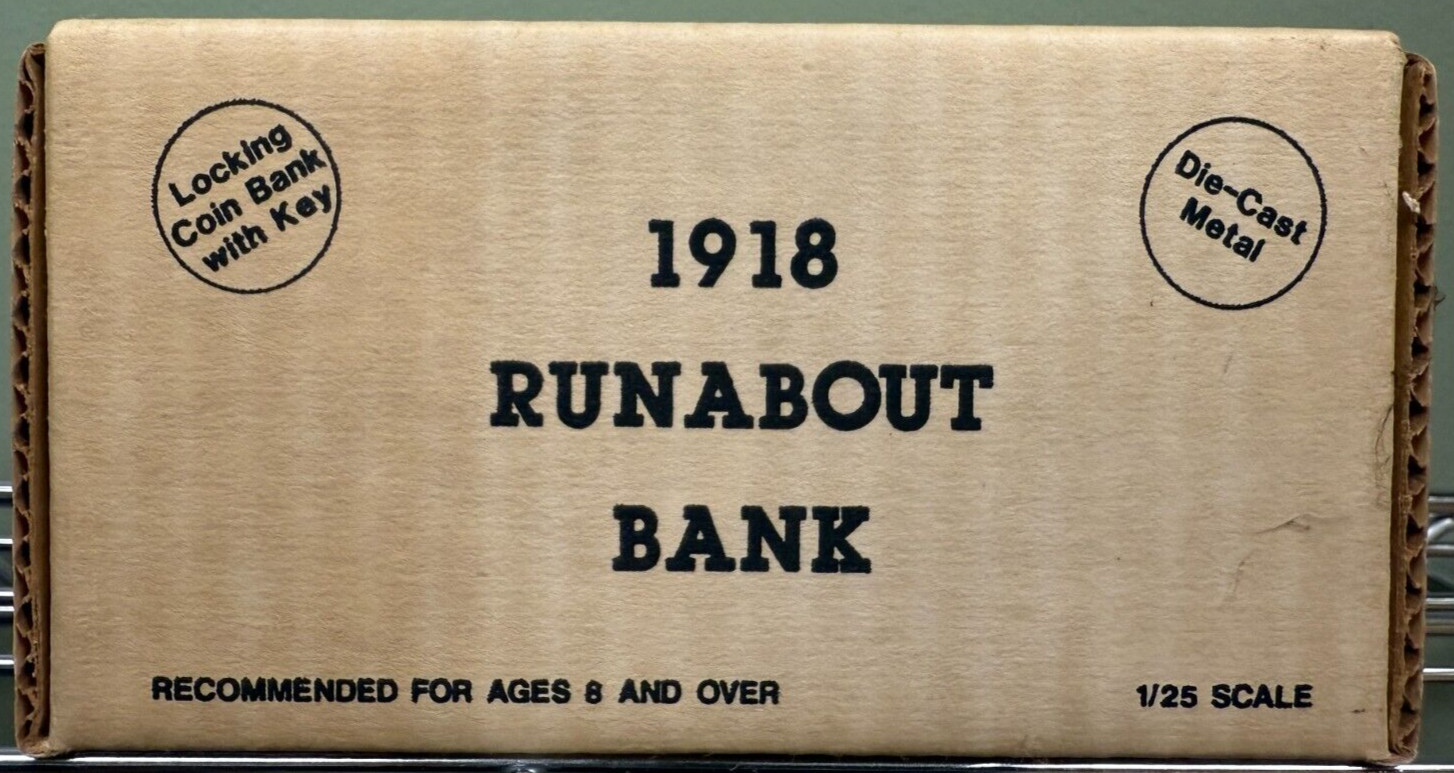 Locking
Coin Bank
with Key
Die-Cast
Metal
1918
RUNABOUT
BANK
RECOMMENDED FOR AGES 8 AND OVER
1/25 SCALE